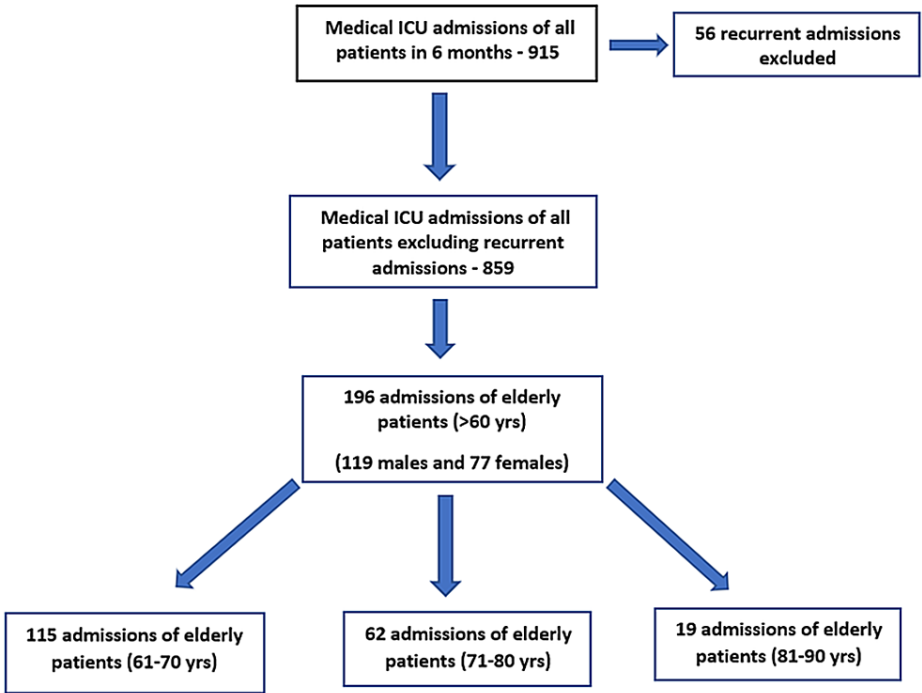 Medical ICU admissions of all
patients in 6 months - 915
56 recurrent admissions
excluded
Medical ICU admissions of all
patients excluding recurrent
admissions - 859
196 admissions of elderly
patients (>60 yrs)
(119 males and 77 females)
115 admissions of elderly
patients (61-70 yrs)
62 admissions of elderly
patients (71-80 yrs)
19 admissions of elderly
patients (81-90 yrs)